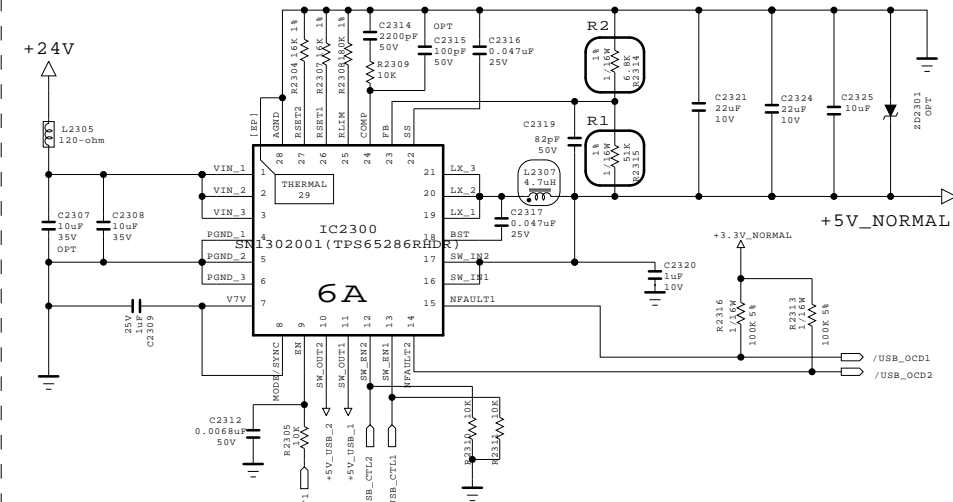 +24V
L2305
120-ohm
C2307
10uF
35V
OPT
C2308
10uF
35V
25V
1uF
C2309
[EP]
AGND
RSET2
RSET1
RLIM
COMP
FB
SS
28
27
26
25
24
23
22
R2304 16K 1%
R2307 16K 1%
R2308 180K 1%
C2314
2200pF
50V
R2309
10K
OPT
C2315
100pF
50V
C2316
0.047uF
25V
R2
1%
1/16W
6.8K
R2314
R1
1%
1/16W
51K
R2315
C2319
82pF
50V
C2321
22uF
10V
C2324
22uF
10V
C2325
10uF
ZD2301
OPT
VIN_1
VIN_2
VIN_3
PGND_1
PGND_2
PGND_3
V7V
1
2
3
4
5
6
7
THERMAL
29
IC2300
SN1302001(TPS65286RHDR)
6A
21
20
19
18
17
16
15
LX_3
LX_2
LX_1
BST
SW_IN2
SW_IN1
NFAULT1
L2307
4.7uH
C2317
0.047uF
25V
+5V_NORMAL
+3.3V_NORMAL
C2320
1uF
10V
R2316
1/16W
100K 5%
R2313
1/16W
100K 5%
/USB_OCD1
/USB_OCD2
8
9
10
11
12
13
14
MODE/SYNC
EN
SW_OUT2
SW_OUT1
SW_EN2
SW_EN1
NFAULT2
C2312
0.0068uF
50V
R2305
10K
+5V_USB_2
+5V_USB_1
R2310 10K
R2311 10K